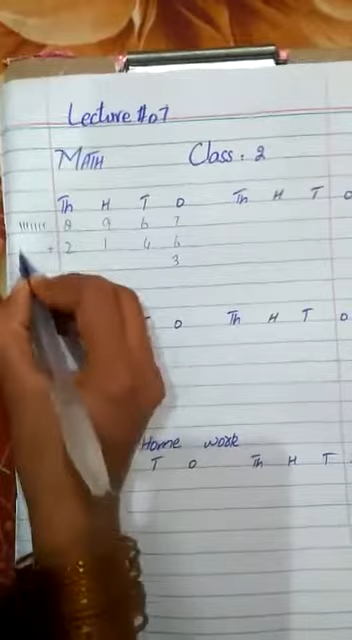 Lecture #07
MATH Class. 2
Th H T O Th H T O
8 9 6 7
+ 2 1 4 6
3
T O Th H T O
Home work
T O Th H T